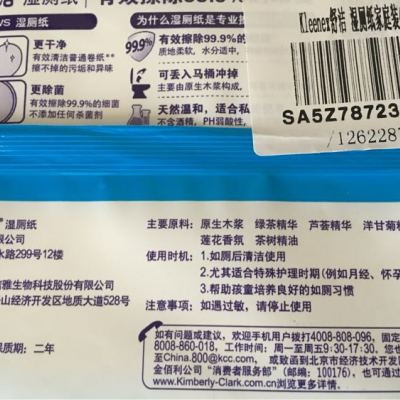 湿厕纸 有效擦除99.9%
VS 湿厕纸
更干净
有效清洁普通卷纸**
擦不掉的污垢和异味
更除菌
有效擦除99.9%的细菌
不添加任何杀菌剂
为什么湿厕纸是专业擦
有效擦除99.9%
质地柔软，水分适中，
可丢入马桶冲掉
主要由原生木浆构成，
天然温和，适合私
不含酒精，PH弱酸性，
Kleenex舒洁 湿厕纸家庭装
SA5Z78723
/1262287
湿厕纸
有限公司
水路299号12楼
洁雅生物科技股份有限公司
山经济开发区地质大道528号
质期：二年
主要原料：原生木浆 绿茶精华 芦荟精华 洋甘菊精
莲花香氛 茶树精油
使用时机：1.如厕后清洁使用
2.尤其适合特殊护理时期(例如月经、怀孕
3.帮助孩童培养良好的如厕习惯
注意事项：如遇过敏，请停止使用
如有问题或建议，欢迎手机用户拨打4008-808-096，固定
8008-860-018，工作时间：周一至周五9:30-17:30，您也
至China.800@kcc.com，或致函到北京市经济技术开发区
金佰利公司"消费者服务部"（邮编：100176），也可
www.Kimberly-Clark.com.cn浏览更多详情。